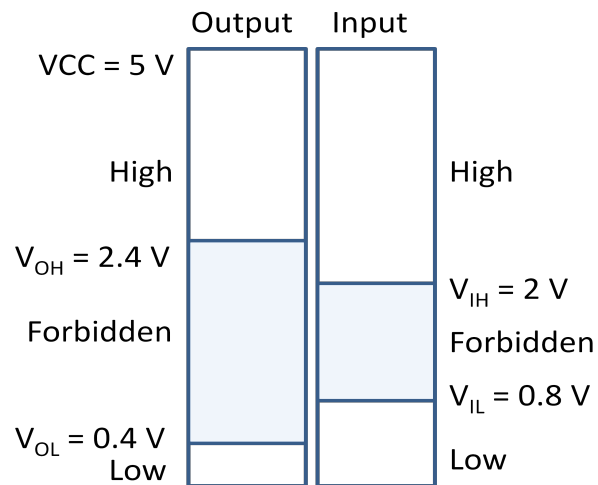 Output Input
VCC = 5 V
High
High
VOH = 2.4 V
VIH = 2 V
Forbidden
Forbidden
VIL = 0.8 V
VOL = 0.4 V
Low
Low